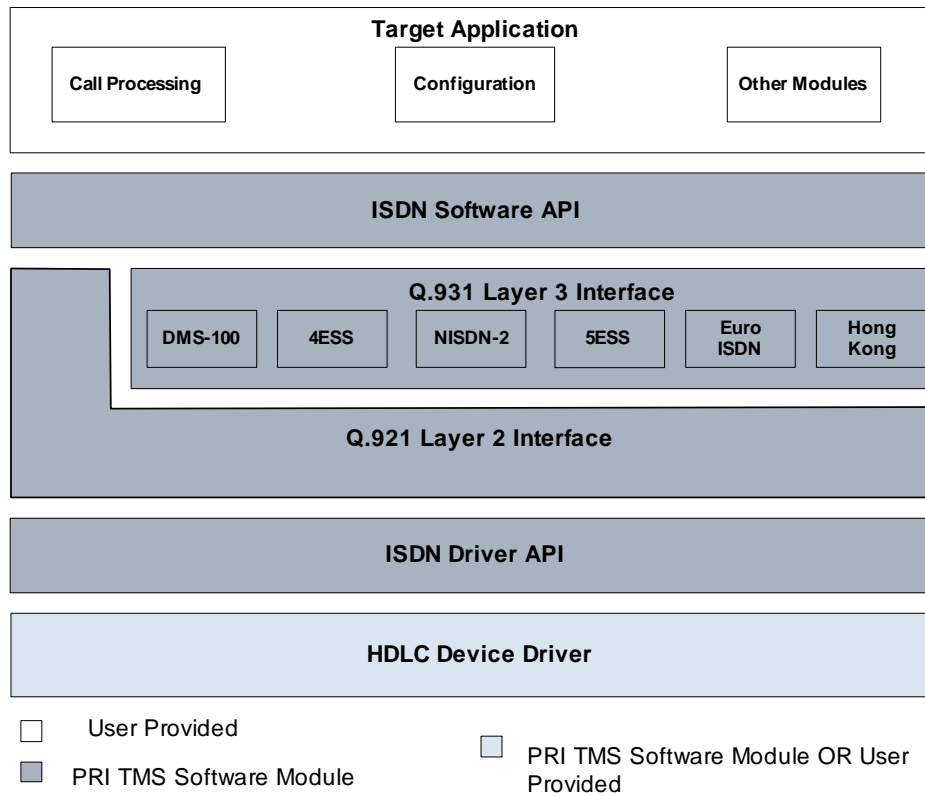 Target Application
Call Processing
Configuration
Other Modules
ISDN Software API
Q.931 Layer 3 Interface
DMS-100
4ESS
NISDN-2
5ESS
Euro
ISDN
Hong
Kong
Q.921 Layer 2 Interface
ISDN Driver API
HDLC Device Driver
User Provided
PRI TMS Software Module
PRI TMS Software Module OR User
Provided